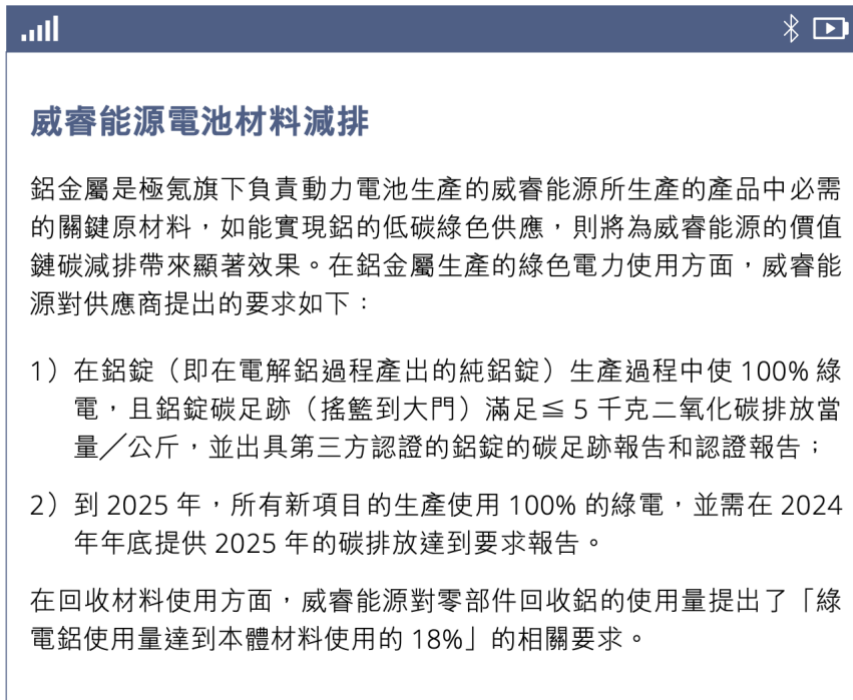 威睿能源電池材料減排
鋁金屬是極氪旗下負責動力電池生產的威睿能源所生產的產品中必需
的關鍵原材料，如能實現鋁的低碳綠色供應，則將為威睿能源的價值
鏈碳減排帶來顯著效果。在鋁金屬生產的綠色電力使用方面，威睿能
源對供應商提出的要求如下：
1）在鋁錠（即在電解鋁過程產出的純鋁錠）生產過程中使 100% 綠
電，且鋁錠碳足跡（搖籃到大門）滿足≦ 5 千克二氧化碳排放當
量／公斤，並出具第三方認證的鋁錠的碳足跡報告和認證報告；
2）到 2025 年，所有新項目的生產使用 100% 的綠電，並需在 2024
年年底提供 2025 年的碳排放達到要求報告。
在回收材料使用方面，威睿能源對零部件回收鋁的使用量提出了「綠
電鋁使用量達到本體材料使用的 18%」的相關要求。